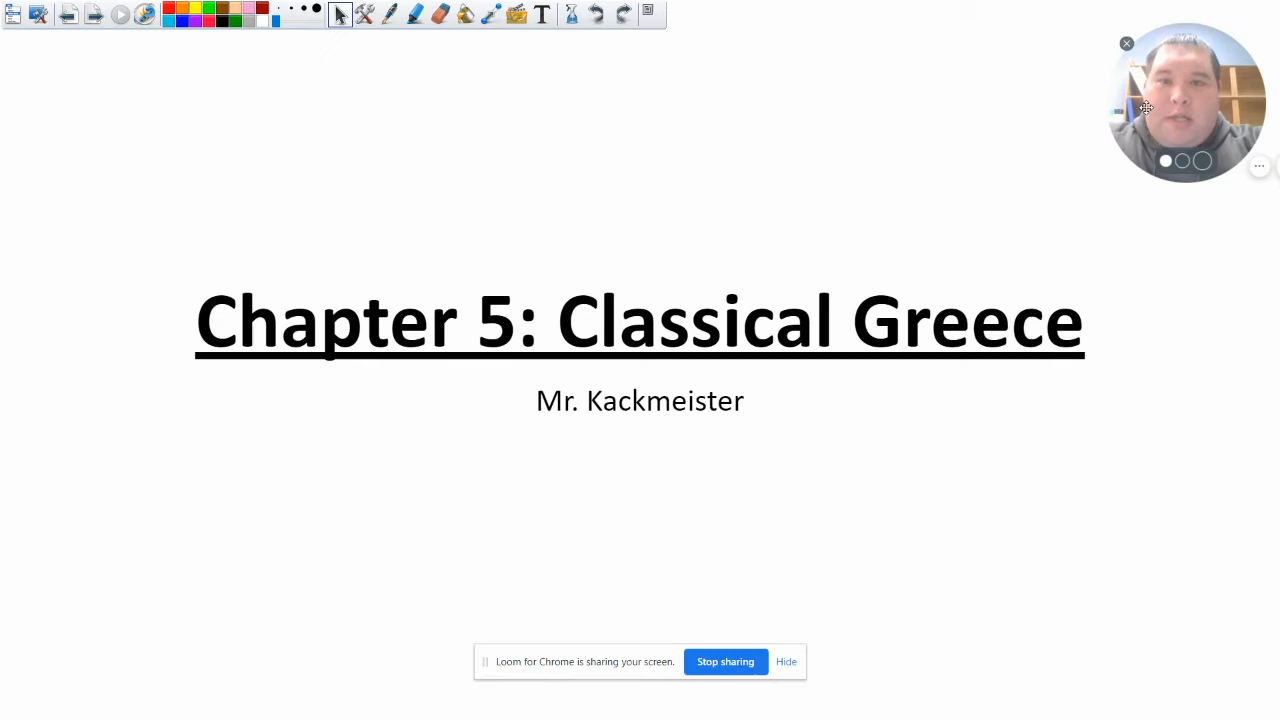 Chapter 5: Classical Greece
Mr. Kackmeister
Loom for Chrome is sharing your screen. Stop sharing Hide